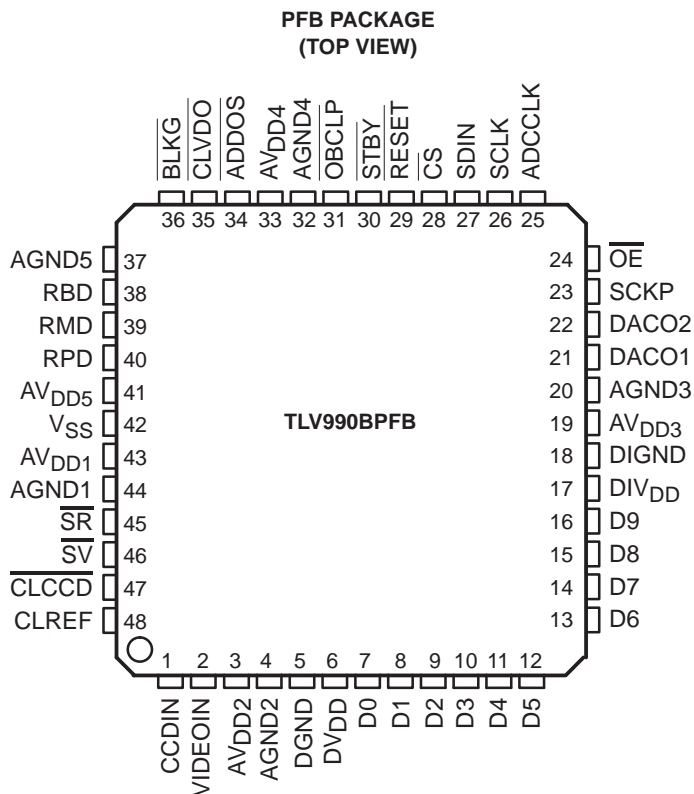 PFB PACKAGE
(TOP VIEW)
BLKG
CLVDO
ADDOS
AVDD4
AGND4
OBCLP
STBY
RESET
CS
SDIN
SCLK
ADCCLK
36 35 34 33 32 31 30 29 28 27 26 25
AGND5 37
RBD 38
RMD 39
RPD 40
AVDD5 41
VSS 42
AVDD1 43
AGND1 44
SR 45
SV 46
CLCCD 47
CLREF 48
TLV990BPFB
24 OE
23 SCKP
22 DACO2
21 DACO1
20 AGND3
19 AVDD3
18 DIGND
17 DIVDD
16 D9
15 D8
14 D7
13 D6
1 2 3 4 5 6 7 8 9 10 11 12
CCDIN
VIDEOIN
AVDD2
AGND2
DGND
DVDD
D0
D1
D2
D3
D4
D5